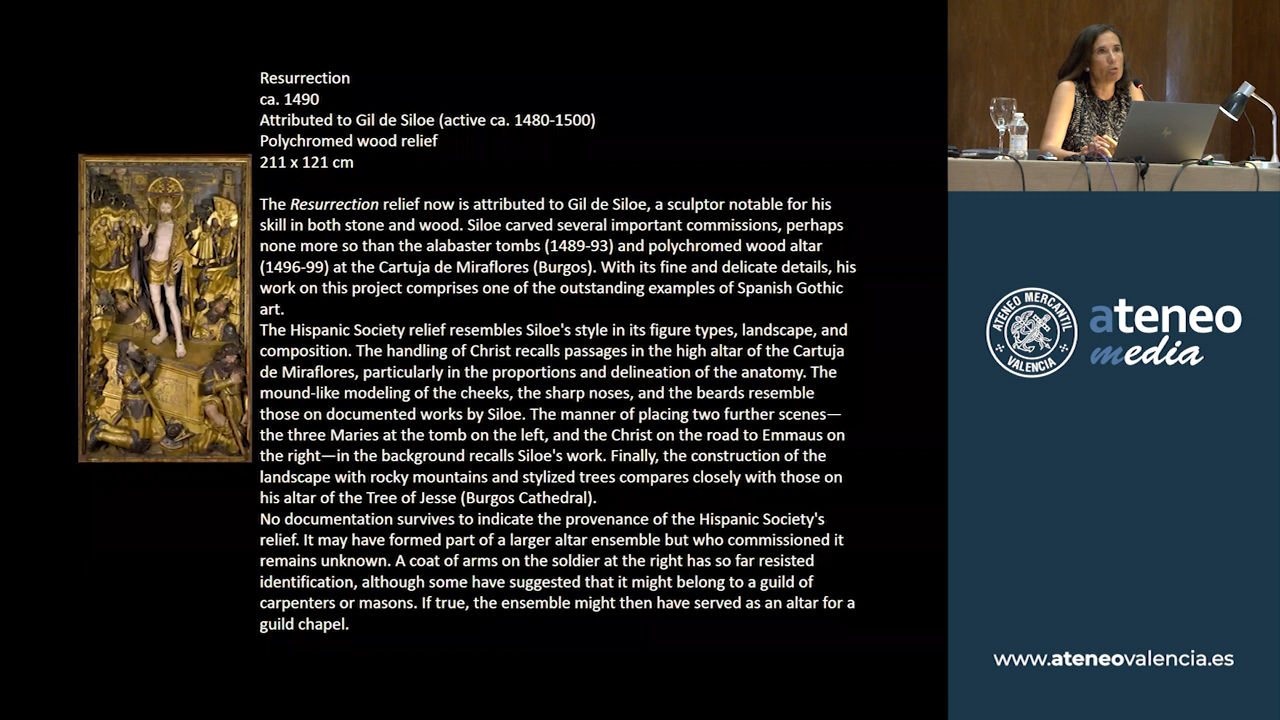 Resurrection
ca. 1490
Attributed to Gil de Siloe (active ca. 1480-1500)
Polychromed wood relief
211 x 121 cm
The Resurrection relief now is attributed to Gil de Siloe, a sculptor notable for his
skill in both stone and wood. Siloe carved several important commissions, perhaps
none more so than the alabaster tombs (1489-93) and polychromed wood altar
(1496-99) at the Cartuja de Miraflores (Burgos). With its fine and delicate details, his
work on this project comprises one of the outstanding examples of Spanish Gothic
art.
The Hispanic Society relief resembles Siloe's style in its figure types, landscape, and
composition. The handling of Christ recalls passages in the high altar of the Cartuja
de Miraflores, particularly in the proportions and delineation of the anatomy. The
mound-like modeling of the cheeks, the sharp noses, and the beards resemble
those on documented works by Siloe. The manner of placing two further scenes—
the three Maries at the tomb on the left, and the Christ on the road to Emmaus on
the right—in the background recalls Siloe's work. Finally, the construction of the
landscape with rocky mountains and stylized trees compares closely with those on
his altar of the Tree of Jesse (Burgos Cathedral).
No documentation survives to indicate the provenance of the Hispanic Society's
relief. It may have formed part of a larger altar ensemble but who commissioned it
remains unknown. A coat of arms on the soldier at the right has so far resisted
identification, although some have suggested that it might belong to a guild of
carpenters or masons. If true, the ensemble might then have served as an altar for a
guild chapel.
ATENEO MERCANTIL
VALENCIA
ateneo
media
www.ateneovalencia.es